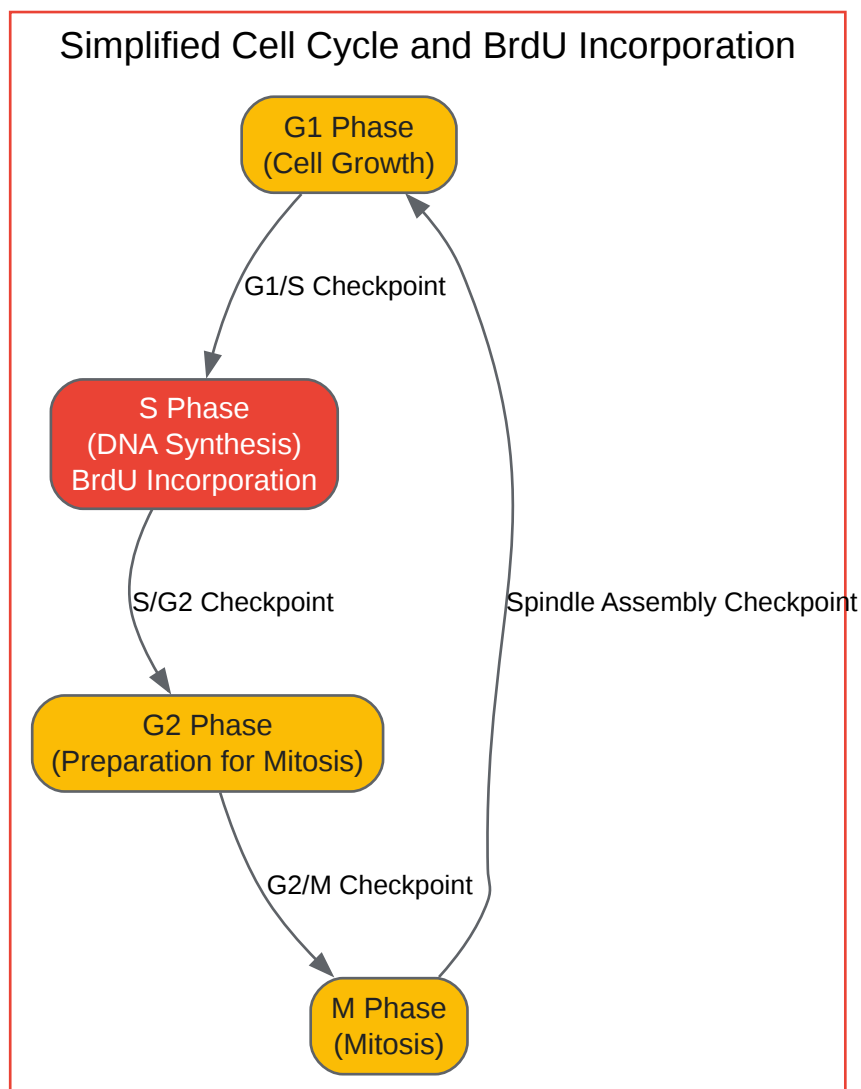 Simplified Cell Cycle and BrdU Incorporation
G1 Phase
(Cell Growth)
G1/S Checkpoint
S Phase
(DNA Synthesis)
BrdU Incorporation
S/G2 Checkpoint
Spindle Assembly Checkpoint
G2 Phase
(Preparation for Mitosis)
G2/M Checkpoint
M Phase
(Mitosis)